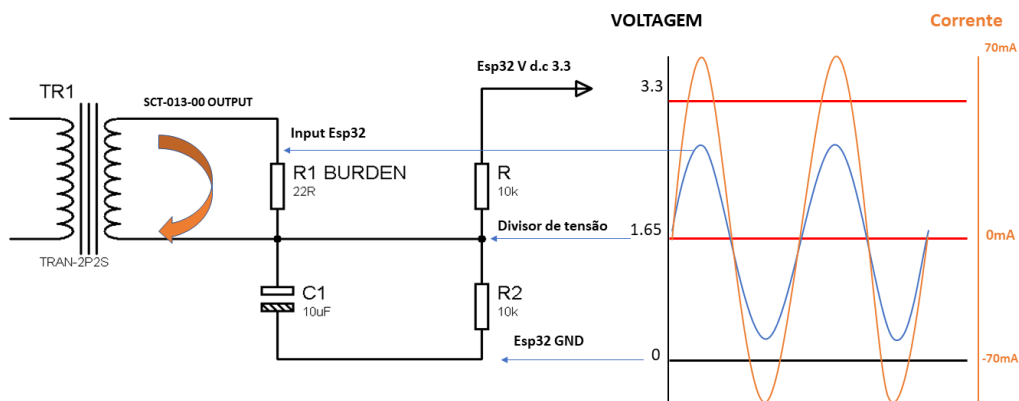 VOLTAGEM
Corrente
70mA
Esp32 V d.c 3.3
3.3
TR1
SCT-013-00 OUTPUT
Input Esp32
R1 BURDEN
22R
R
10k
Divisor de tensão
1.65
0mA
TRAN-2P2S
C1
10uF
R2
10k
Esp32 GND
0
-70mA